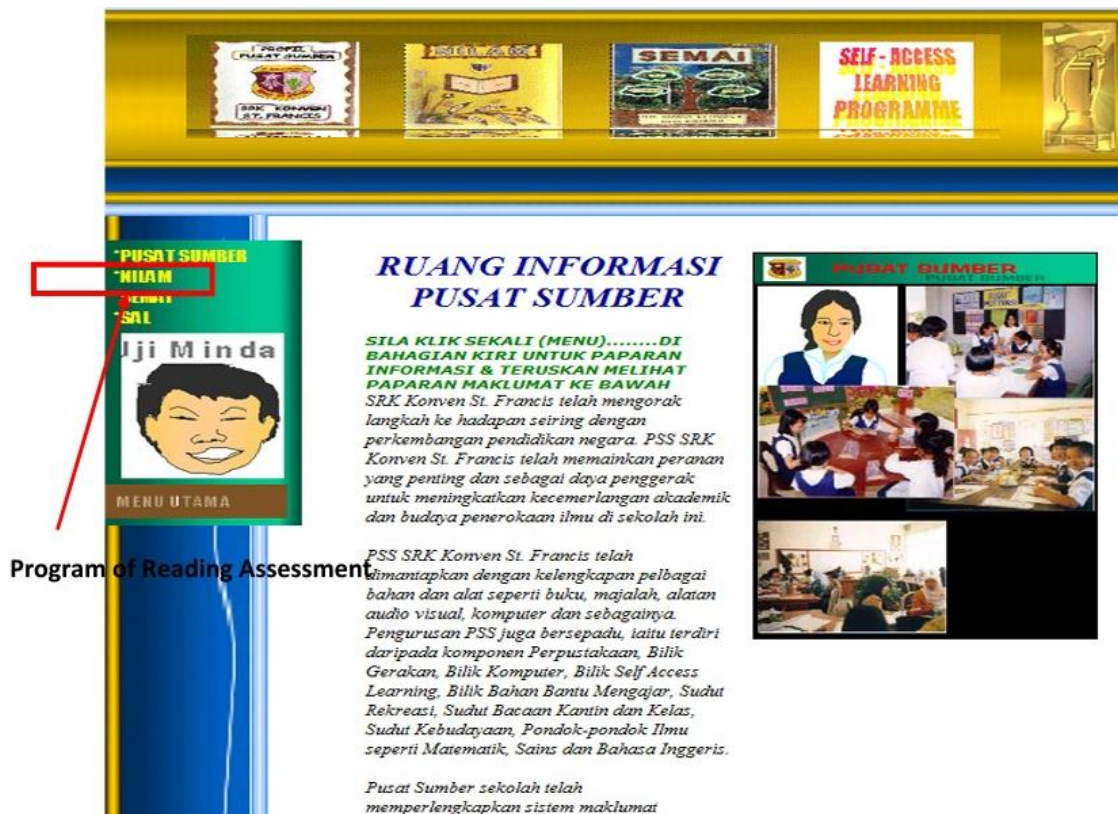 PROFIL
PUSAT SUMBER
SRK KONVEN
ST. FRANCIS
NILAM
SEMAI
SELF - ACCESS
LEARNING
PROGRAMME
*PUSAT SUMBER
*NILAM
*SEMAI
*SAL
Uji Minda
MENU UTAMA
Program of Reading Assessment
RUANG INFORMASI
PUSAT SUMBER
SILA KLIK SEKALI (MENU)........DI
BAHAGIAN KIRI UNTUK PAPARAN
INFORMASI & TERUSKAN MELIHAT
PAPARAN MAKLUMAT KE BAWAH
SRK Konven St. Francis telah mengorak
langkah ke hadapan seiring dengan
perkembangan pendidikan negara. PSS SRK
Konven St. Francis telah memainkan peranan
yang penting dan sebagai daya penggerak
untuk meningkatkan kecemerlangan akademik
dan budaya penerokaan ilmu di sekolah ini.
PSS SRK Konven St. Francis telah
dimantapkan dengan kelengkapan pelbagai
bahan dan alat seperti buku, majalah, alatan
audio visual, komputer dan sebagainya.
Pengurusan PSS juga bersepadu, iaitu terdiri
daripada komponen Perpustakaan, Bilik
Gerakan, Bilik Komputer, Bilik Self Access
Learning, Bilik Bahan Bantu Mengajar, Sudut
Rekreasi, Sudut Bacaan Kantin dan Kelas,
Sudut Kebudayaan, Pondok-pondok Ilmu
seperti Matematik, Sains dan Bahasa Inggeris.
Pusat Sumber sekolah telah
memperlengkapkan sistem maklumat
PUSAT SUMBER
PUSAT SUMBER